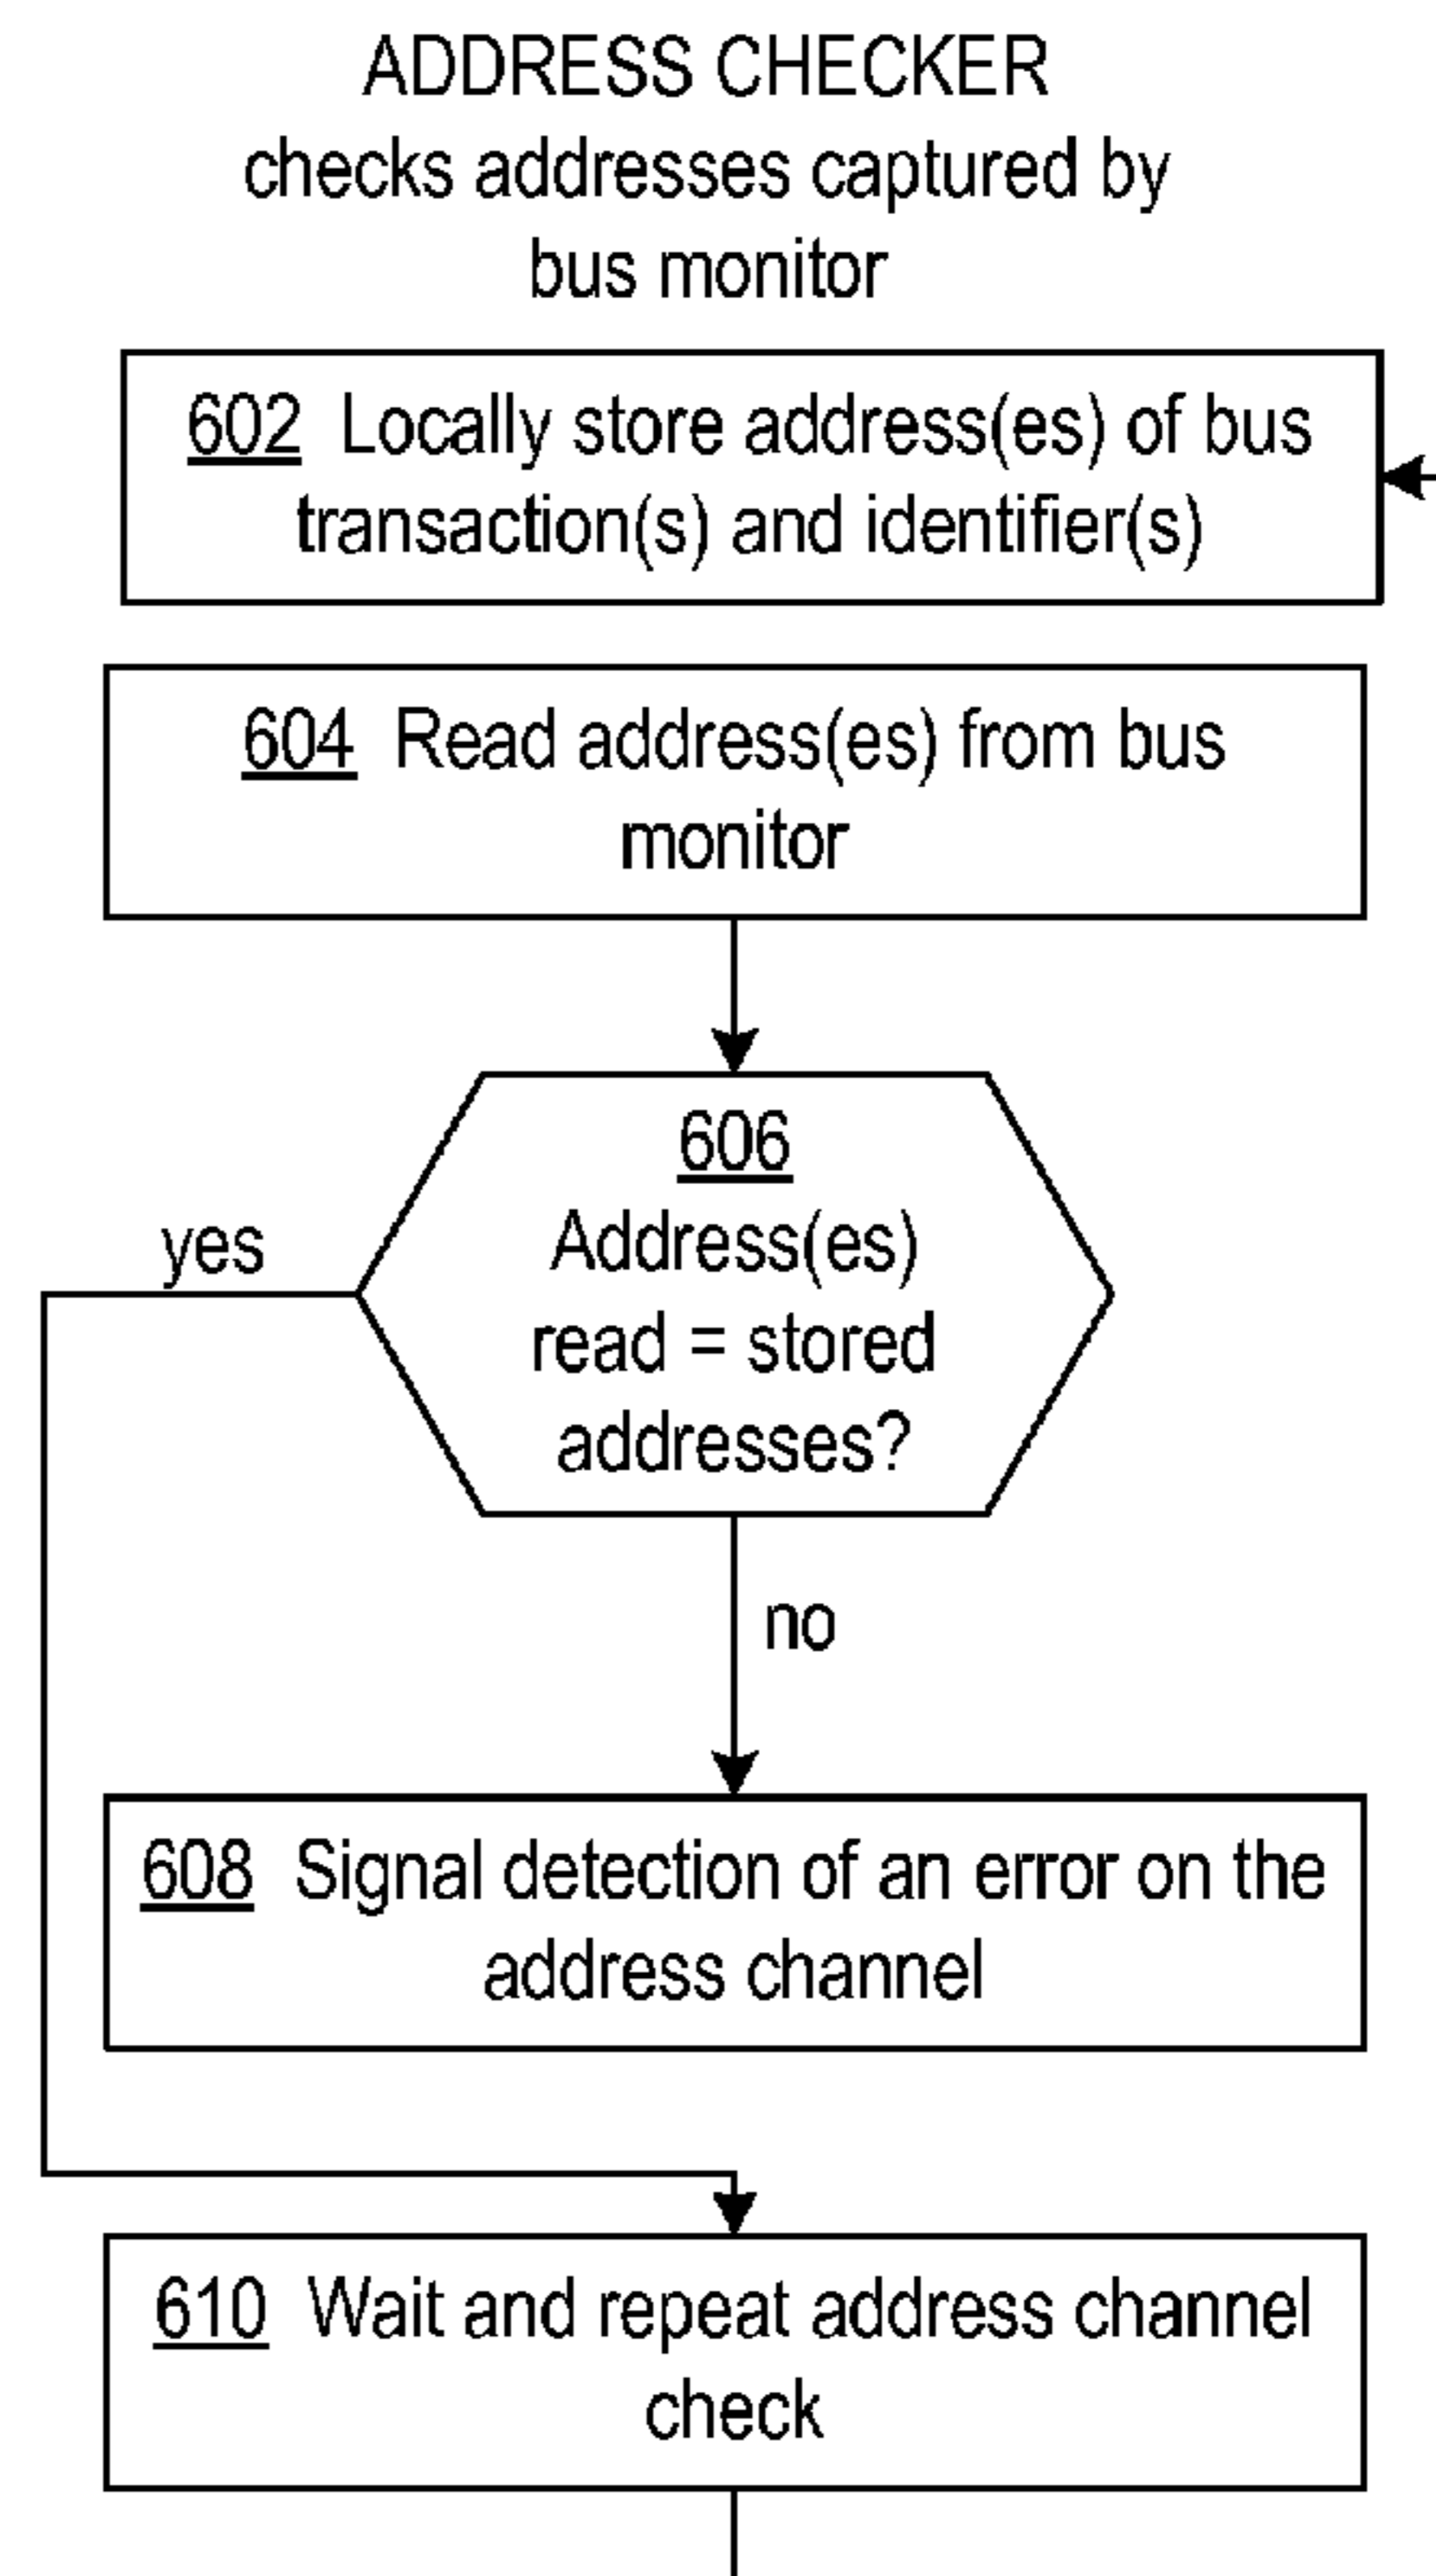 ADDRESS CHECKER
checks addresses captured by
bus monitor
602 Locally store address(es) of bus
transaction(s) and identifier(s)
604 Read address(es) from bus
monitor
606
Address(es)
read = stored
addresses?
yes
no
608 Signal detection of an error on the
address channel
610 Wait and repeat address channel
check